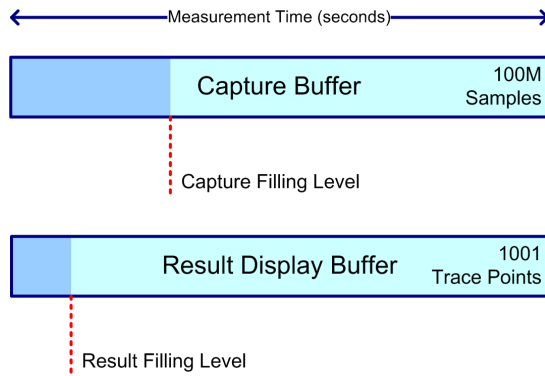 Measurement Time (seconds)
Capture Buffer
100M
Samples
Capture Filling Level
Result Display Buffer
1001
Trace Points
Result Filling Level